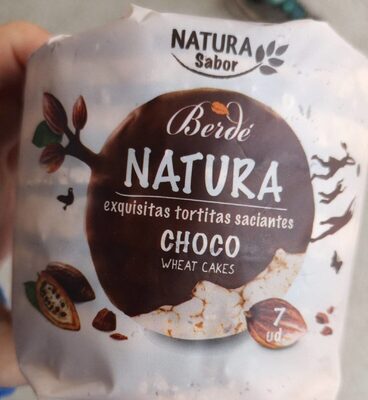 NATURA
Sabor
Berdé
NATURA
exquisitas tortitas saciantes
CHOCO
WHEAT CAKES
7
ud.